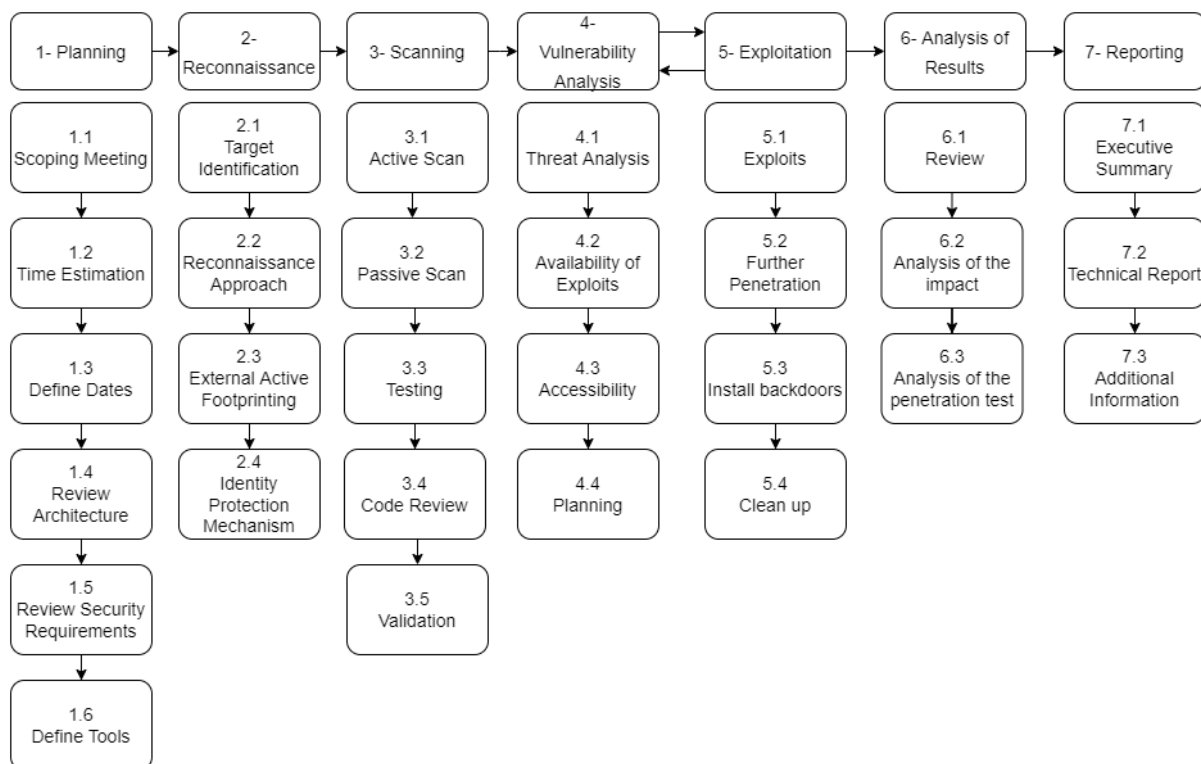 1- Planning
2-
Reconnaissance
3- Scanning
4-
Vulnerability
Analysis
5- Exploitation
6- Analysis of
Results
7- Reporting
1.1
Scoping Meeting
1.2
Time Estimation
1.3
Define Dates
1.4
Review
Architecture
1.5
Review Security
Requirements
1.6
Define Tools
2.1
Target
Identification
2.2
Reconnaissance
Approach
2.3
External Active
Footprinting
2.4
Identity
Protection
Mechanism
3.1
Active Scan
3.2
Passive Scan
3.3
Testing
3.4
Code Review
3.5
Validation
4.1
Threat Analysis
4.2
Availability of
Exploits
4.3
Accessibility
4.4
Planning
5.1
Exploits
5.2
Further
Penetration
5.3
Install backdoors
5.4
Clean up
6.1
Review
6.2
Analysis of the
impact
6.3
Analysis of the
penetration test
7.1
Executive
Summary
7.2
Technical Report
7.3
Additional
Information